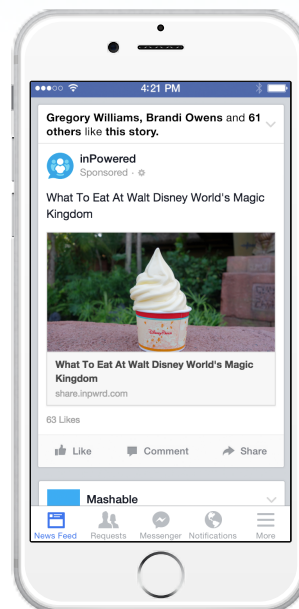 4:21 PM
Gregory Williams, Brandi Owens and 61
others like this story.
inPowered
Sponsored ·
What To Eat At Walt Disney World's Magic
Kingdom
What To Eat At Walt Disney World's Magic
Kingdom
share.inpwrd.com
63 Likes
Like Comment Share
Mashable
News Feed Requests Messenger Notifications More